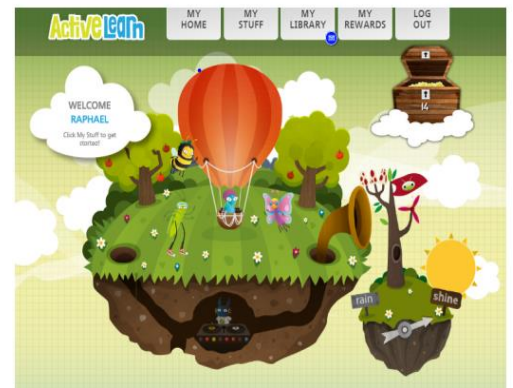 ActiveLearn
MY HOME
MY STUFF
MY LIBRARY
MY REWARDS
LOG OUT
WELCOME
RAPHAEL
Click My Stuff to get
started!
14
rain
shine